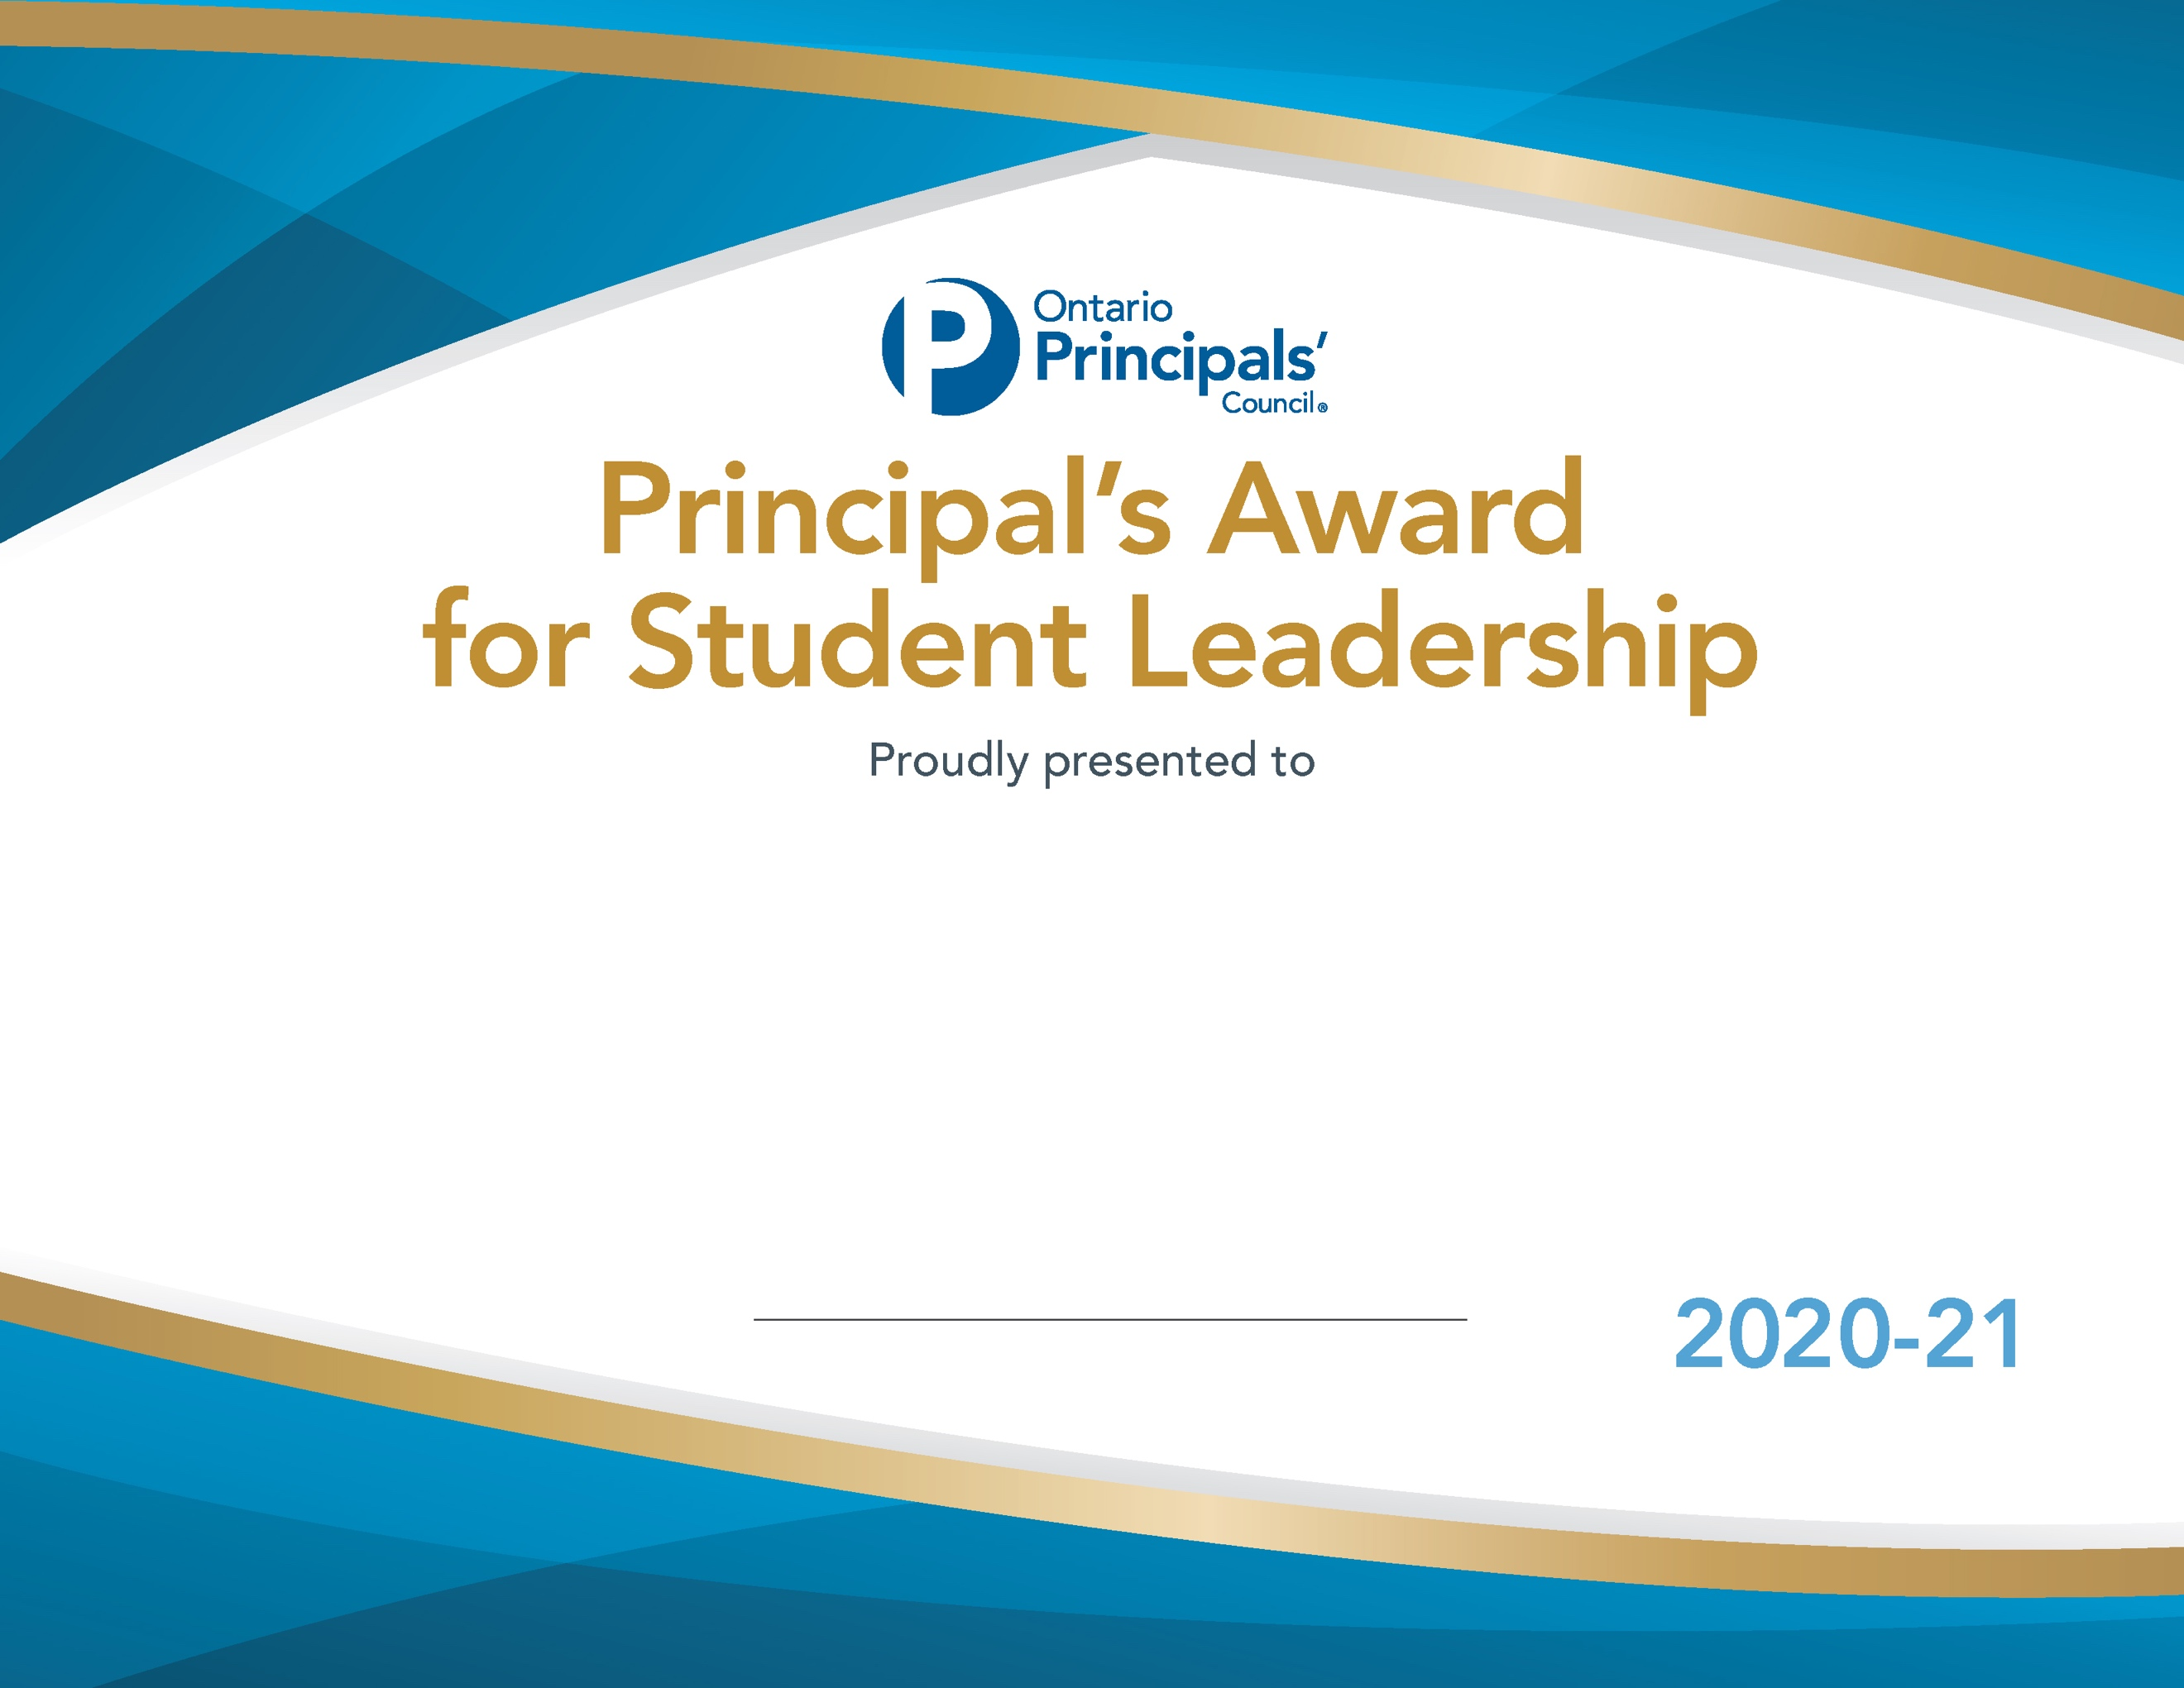 Ontario
Principals’
Council®
Principal’s Award
for Student Leadership
Proudly presented to
2020-21